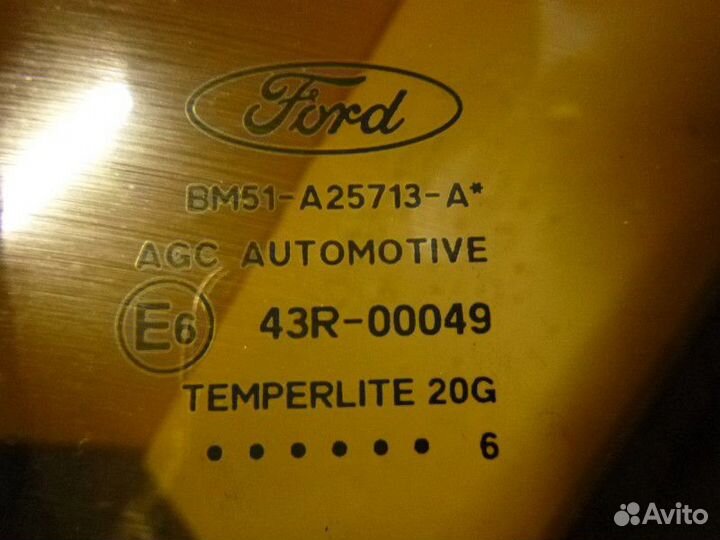 Ford
BM51-A25713-A*
AGC AUTOMOTIVE
E6 43R-00049
TEMPERLITE 20G
• • • • • • 6
Avito